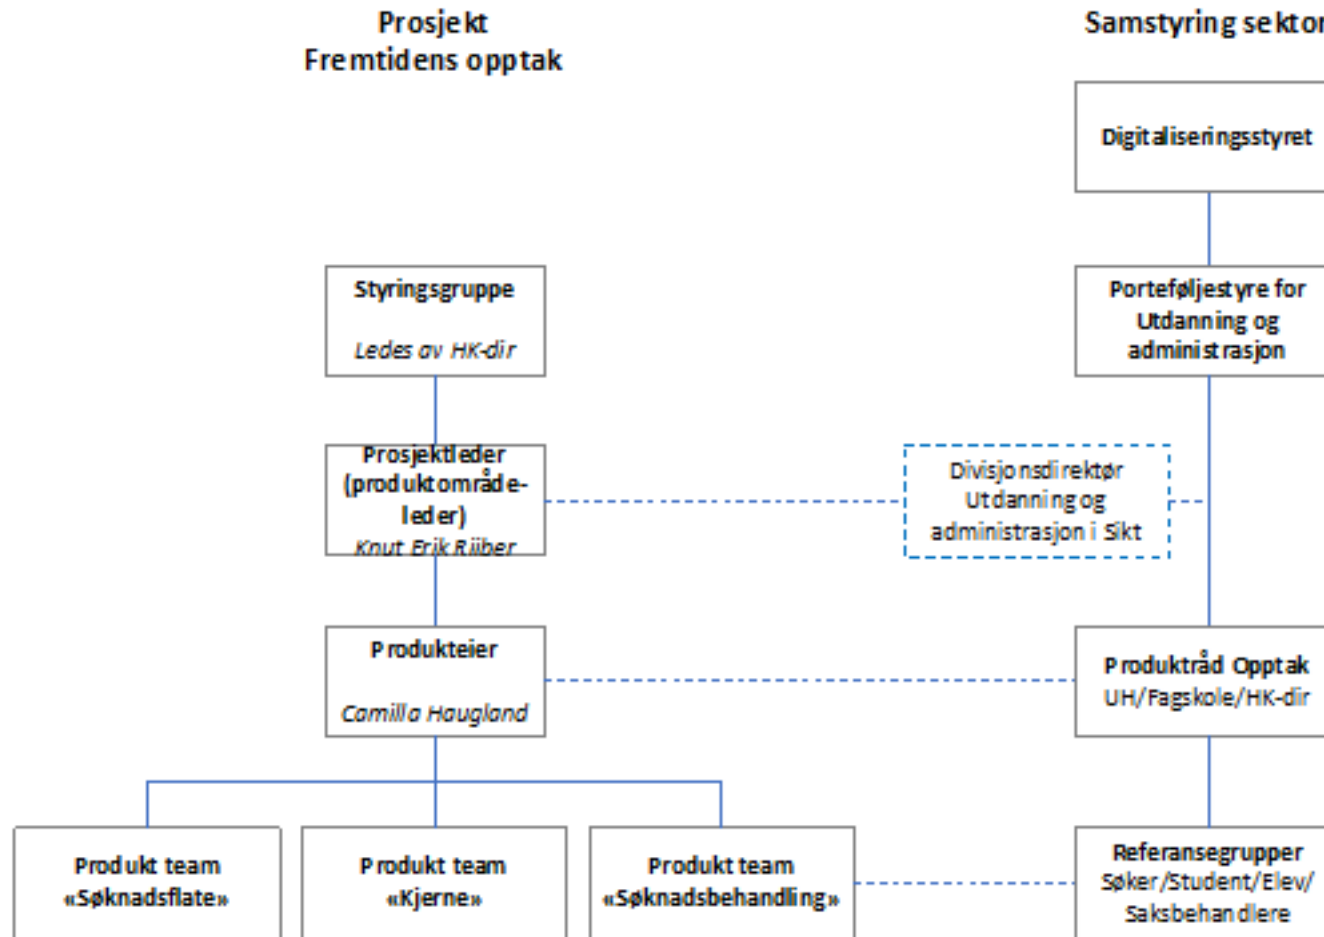 Prosjekt
Fremtidens opptak
Samstyring sektor
Digitaliseringsstyret
Styringsgruppe
Ledes av HK-dir
Porteføljestyre for
Utdanning og
administrasjon
Prosjektleder
(produktområde-
leder)
Knut Erik Riiber
Divisjonsdirektør
Utdanning og
administrasjon i Sikt
Produkteier
Camilla Haugland
Produktråd Opptak
UH/Fagskole/HK-dir
Produkt team
«Søknadsflate»
Produkt team
«Kjerne»
Produkt team
«Søknadsbehandling»
Referansegrupper
Søker/Student/Elev/
Saksbehandlere